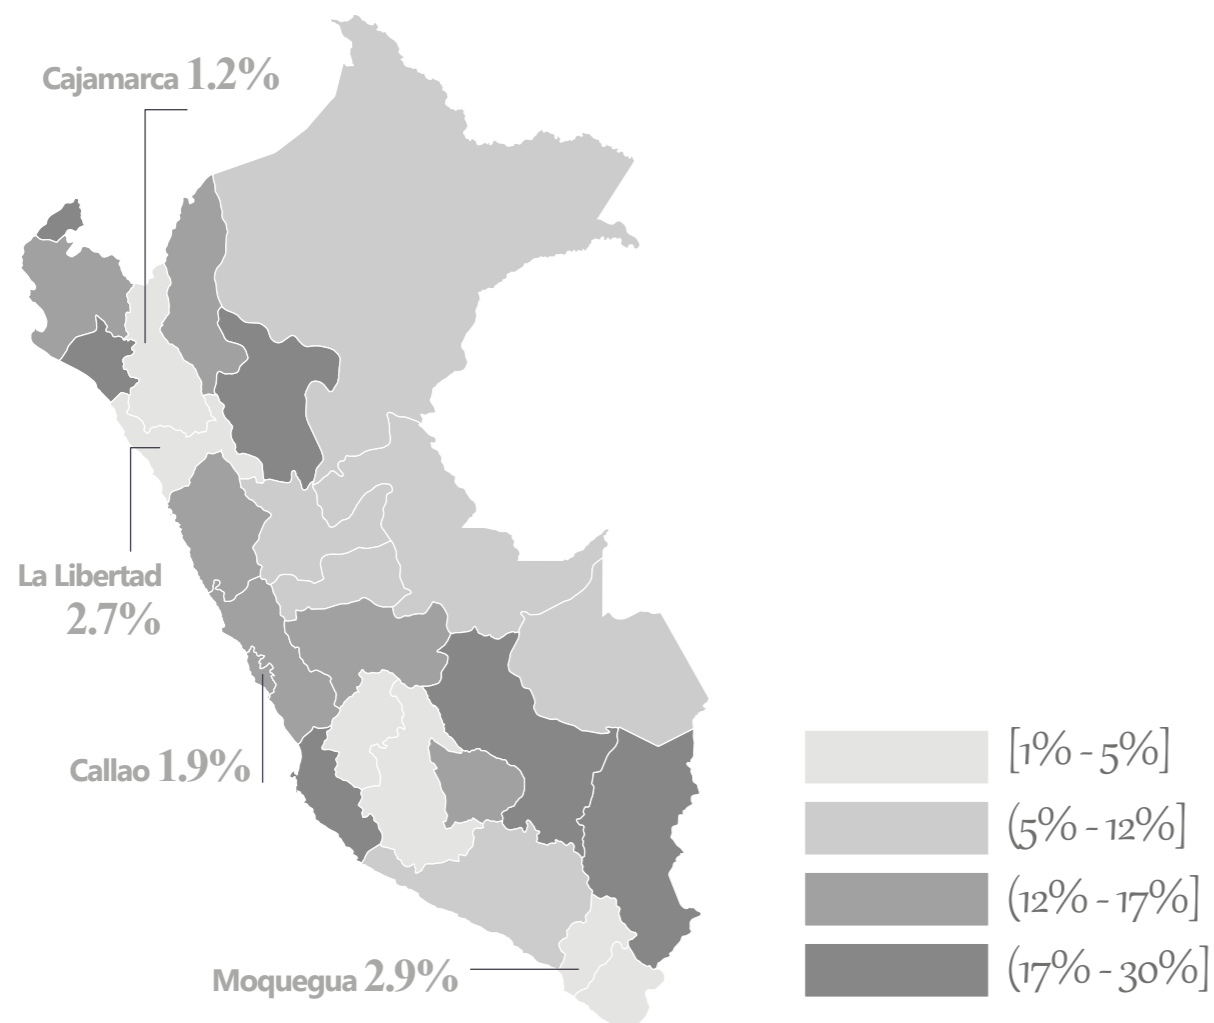 Cajamarca 1.2%
La Libertad
2.7%
Callao 1.9%
Moquegua 2.9%
[1% - 5%]
(5% - 12%]
(12% - 17%]
(17% - 30%]